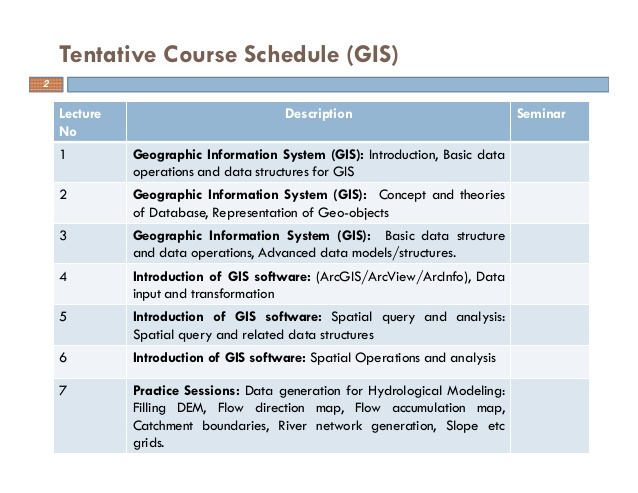 Tentative Course Schedule (GIS)
2
Lecture No Description Seminar
1 Geographic Information System (GIS): Introduction, Basic data
operations and data structures for GIS
2 Geographic Information System (GIS): Concept and theories
of Database, Representation of Geo-objects
3 Geographic Information System (GIS): Basic data structure
and data operations, Advanced data models/structures.
4 Introduction of GIS software: (ArcGIS/ArcView/ArcInfo), Data
input and transformation
5 Introduction of GIS software: Spatial query and analysis:
Spatial query and related data structures
6 Introduction of GIS software: Spatial Operations and analysis
7 Practice Sessions: Data generation for Hydrological Modeling:
Filling DEM, Flow direction map, Flow accumulation map,
Catchment boundaries, River network generation, Slope etc
grids.